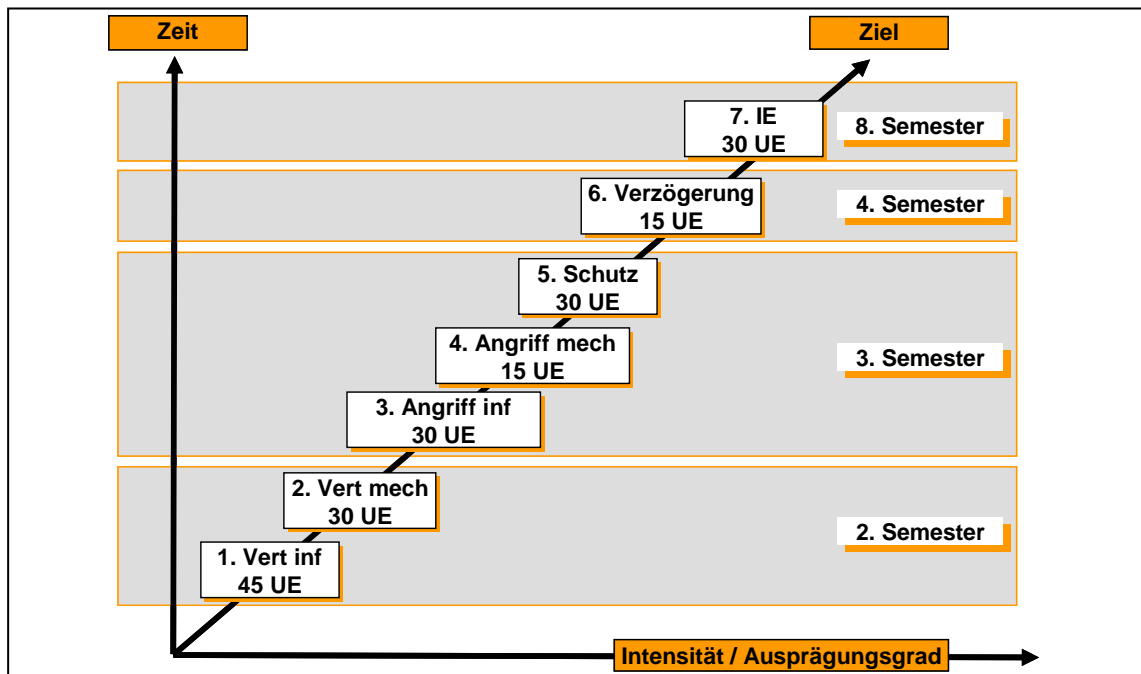 Zeit
Ziel
7. IE
30 UE
8. Semester
6. Verzögerung
15 UE
4. Semester
5. Schutz
30 UE
4. Angriff mech
15 UE
3. Semester
3. Angriff inf
30 UE
2. Vert mech
30 UE
2. Semester
1. Vert inf
45 UE
Intensität / Ausprägungsgrad